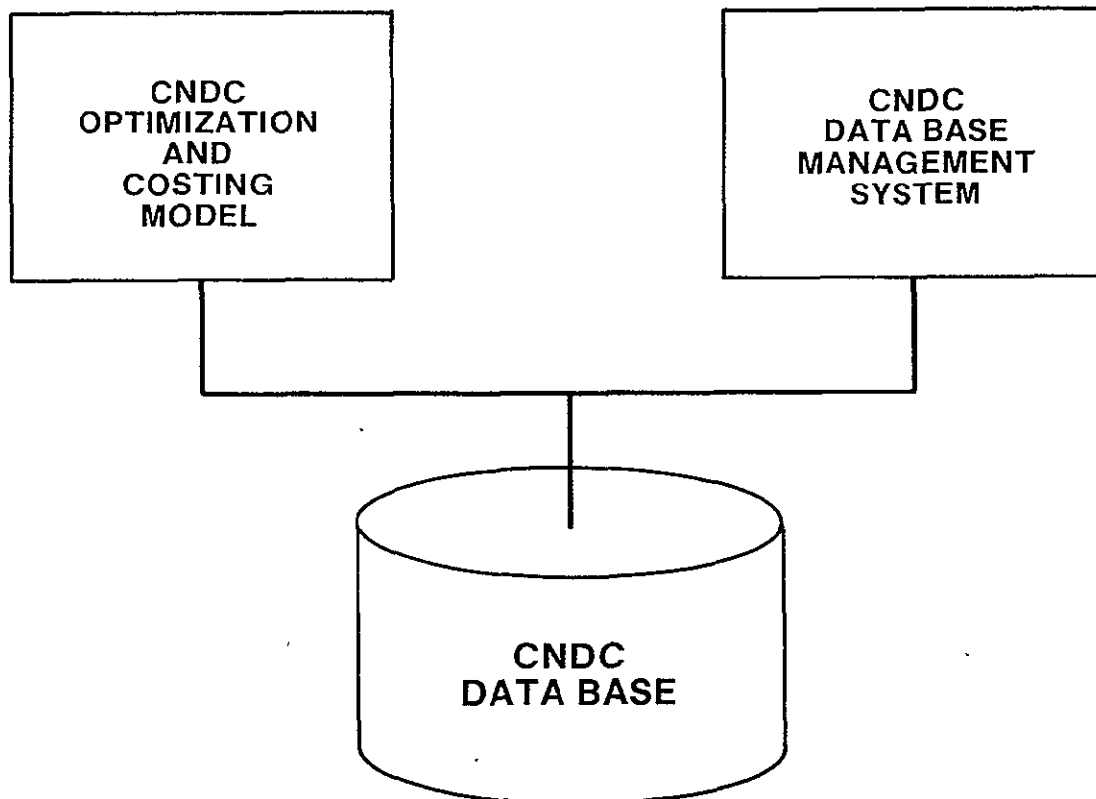 CNDC
OPTIMIZATION
AND
COSTING
MODEL
CNDC
DATA BASE
MANAGEMENT
SYSTEM
CNDC
DATA BASE